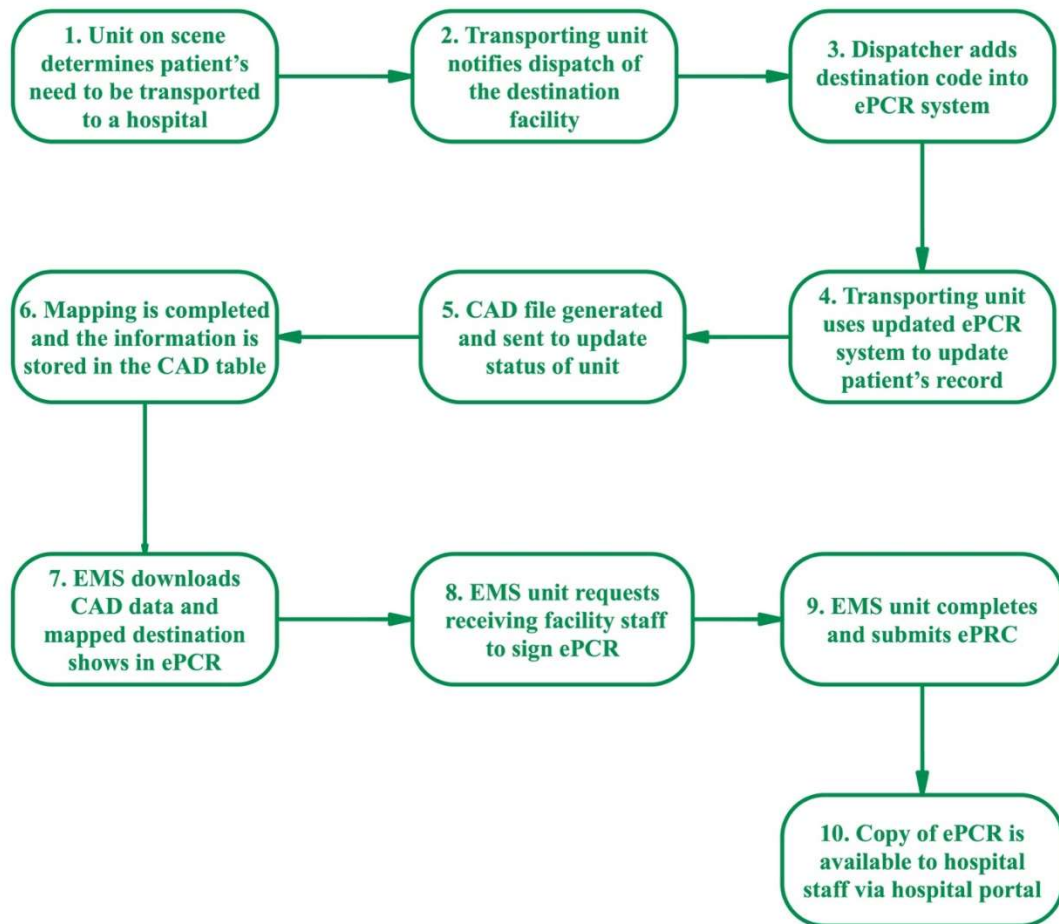 1. Unit on scene
determines patient's
need to be transported
to a hospital
2. Transporting unit
notifies dispatch of
the destination
facility
3. Dispatcher adds
destination code into
ePCR system
4. Transporting unit
uses updated ePCR
system to update
patient's record
5. CAD file generated
and sent to update
status of unit
6. Mapping is completed
and the information is
stored in the CAD table
7. EMS downloads
CAD data and
mapped destination
shows in ePCR
8. EMS unit requests
receiving facility staff
to sign ePCR
9. EMS unit completes
and submits ePRC
10. Copy of ePCR is
available to hospital
staff via hospital portal